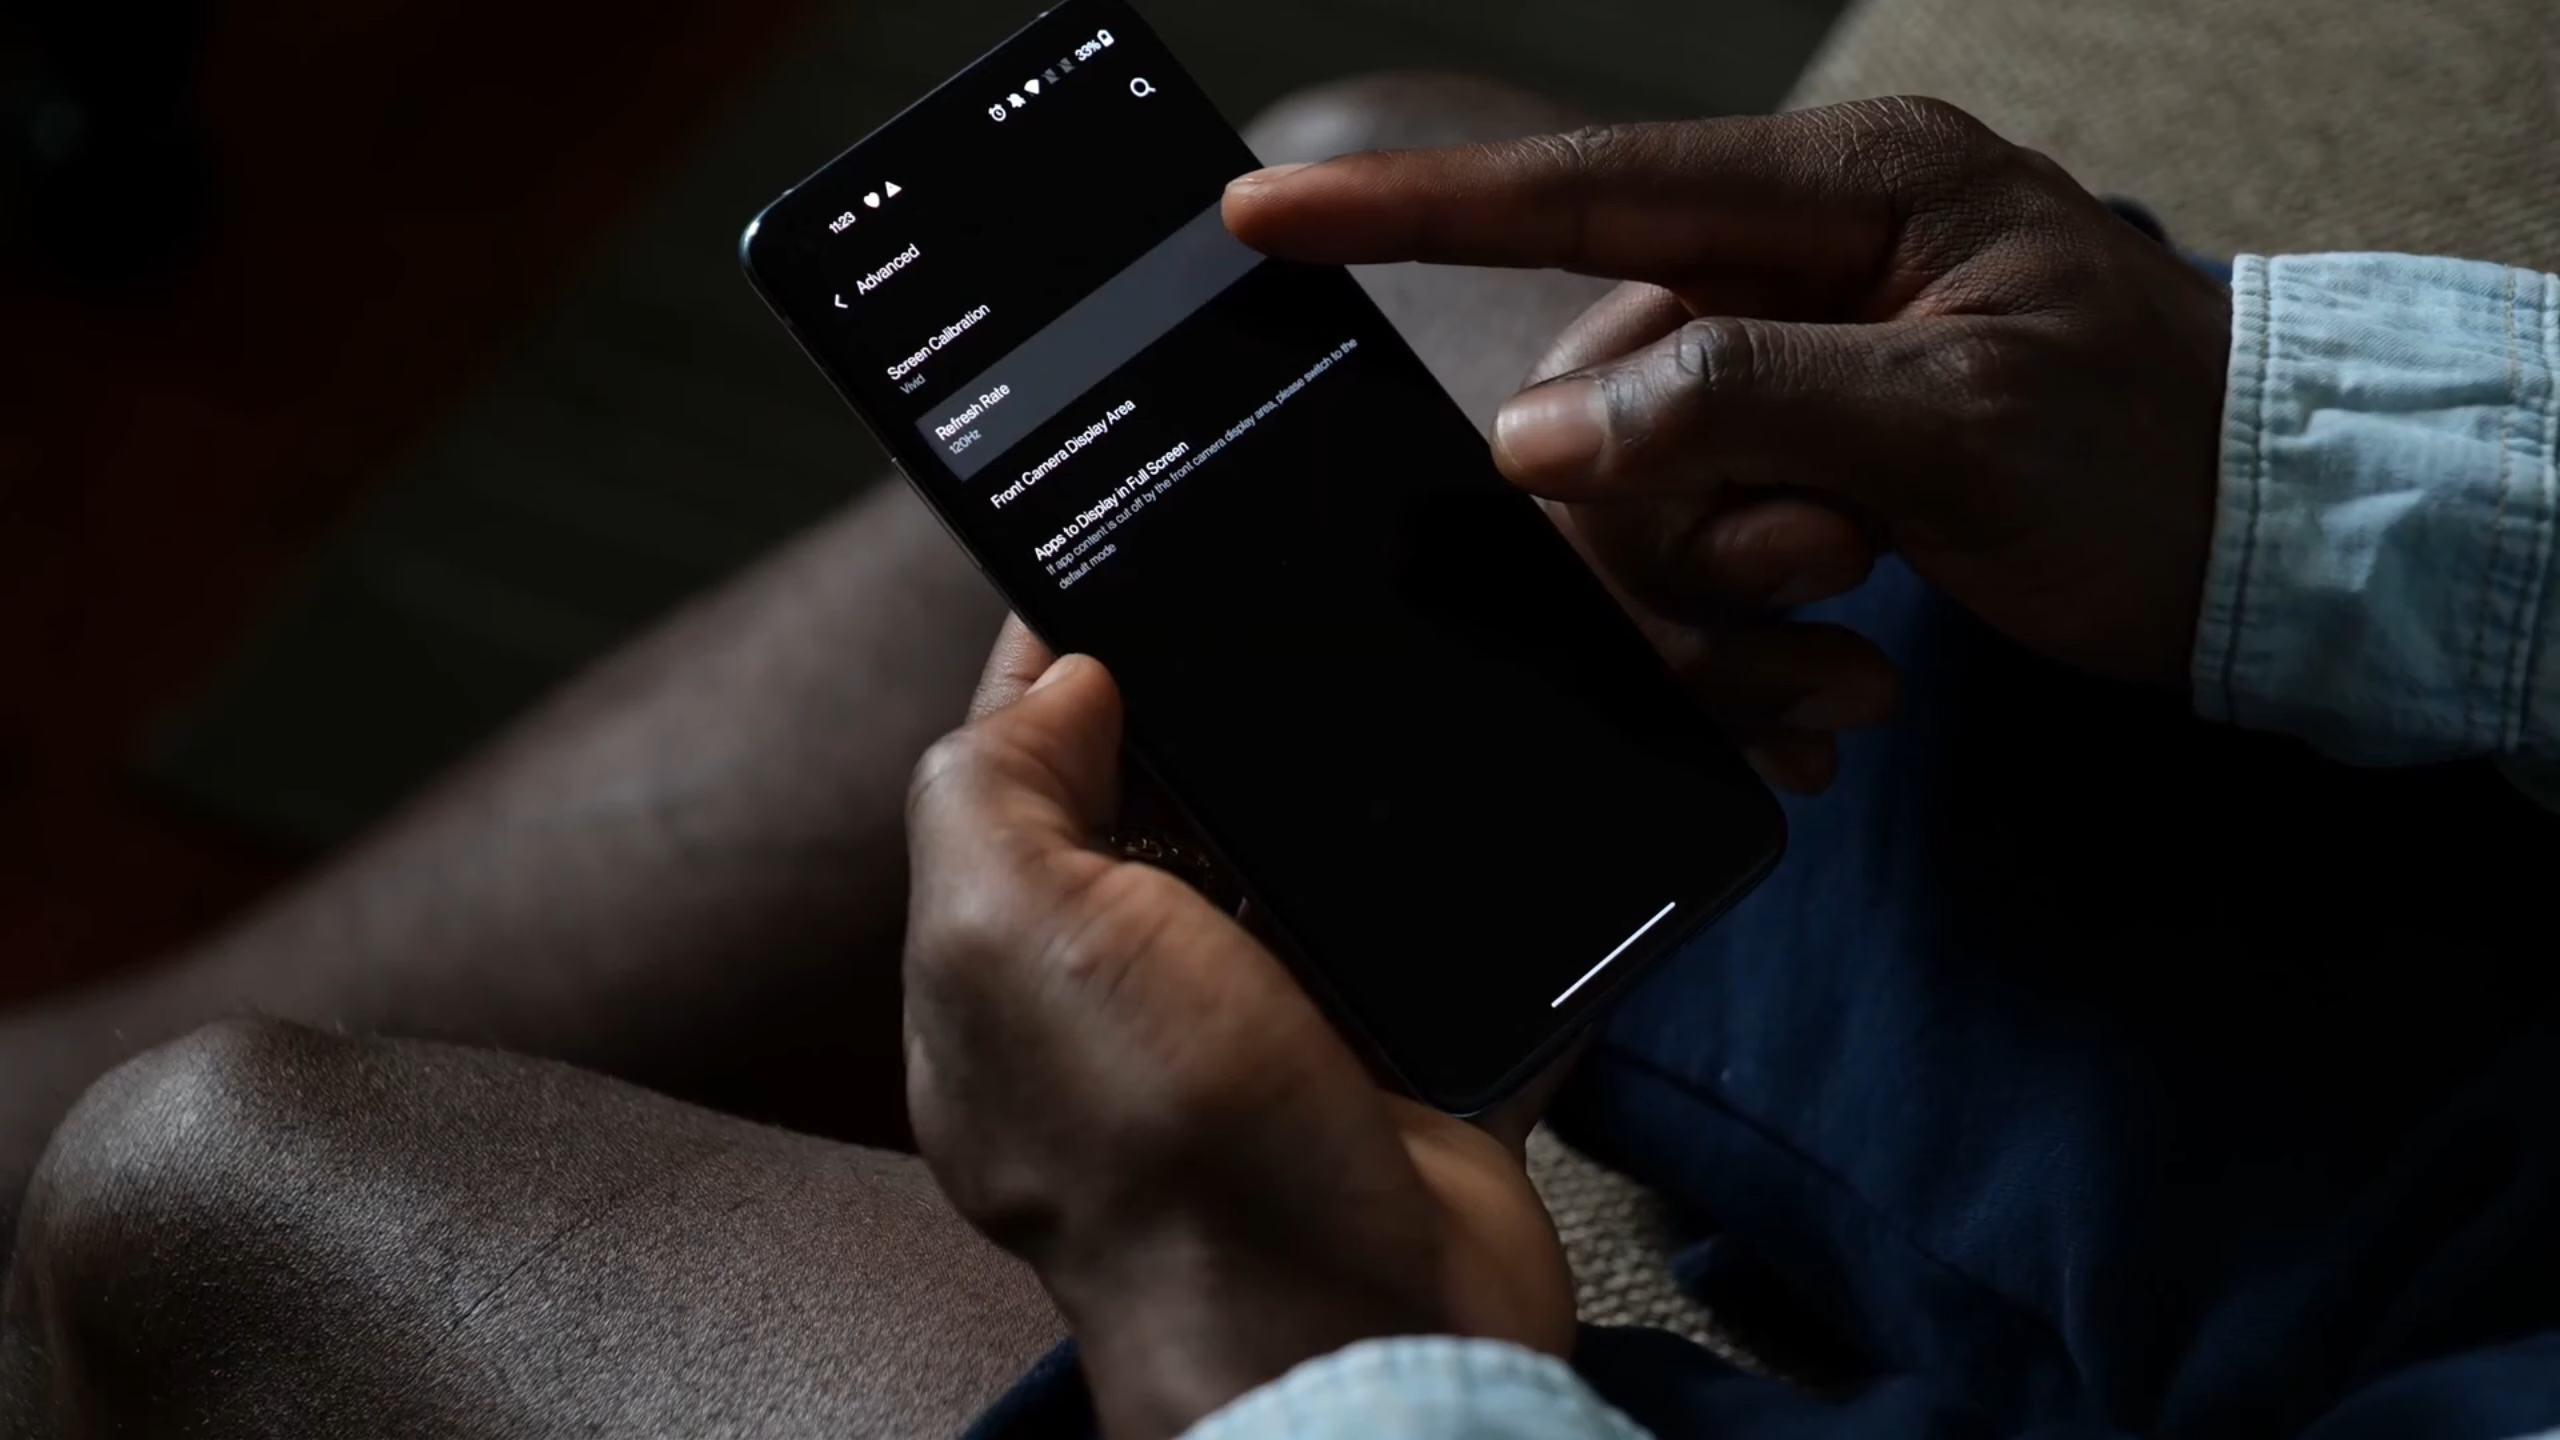 11:23 33%
Advanced
Screen Calibration
Vivid
Refresh Rate
120Hz
Front Camera Display Area
Apps to Display in Full Screen
If app content is cut off by the front camera display area, please switch to the
default mode